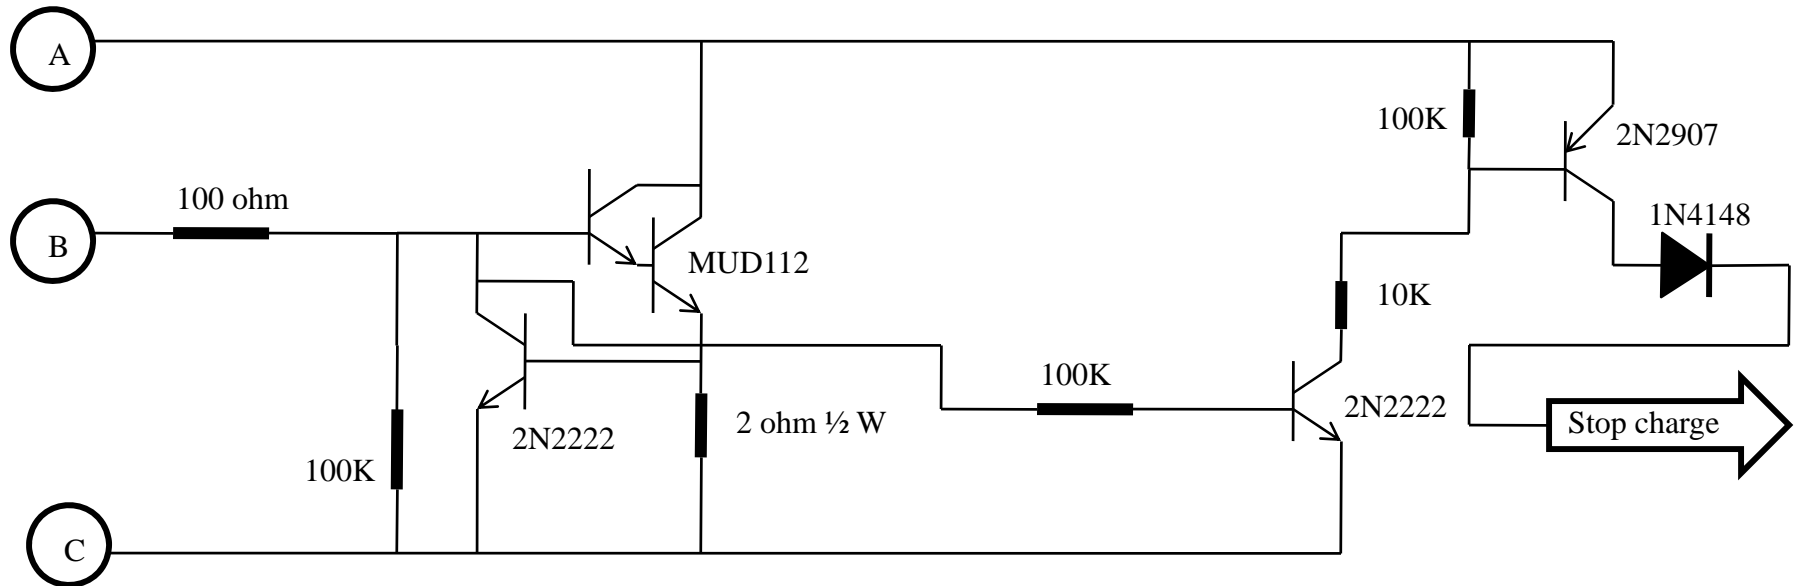 A
100K
2N2907
100 ohm
1N4148
B
MUD112
10K
100K
2N2222
2 ohm ½ W
Stop charge
2N2222
100K
C